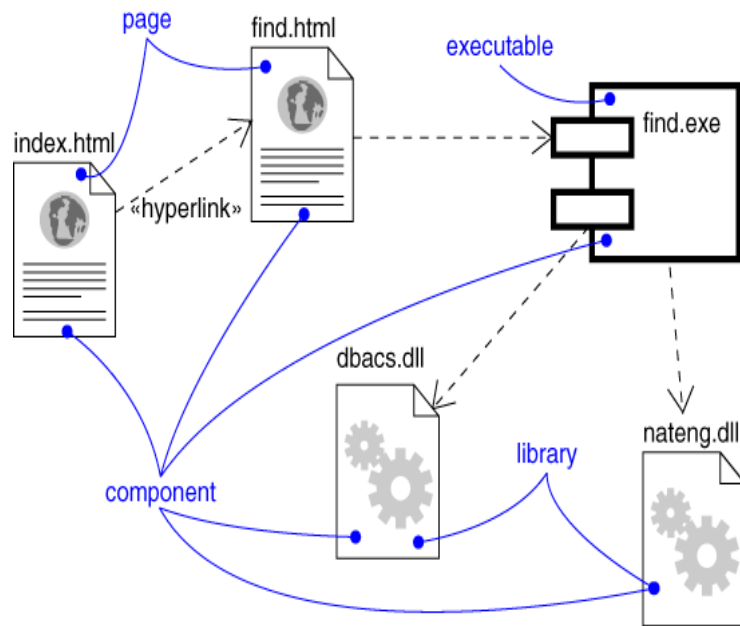 page
find.html
executable
index.html
find.exe
«hyperlink»
dbacs.dll
nateng.dll
library
component